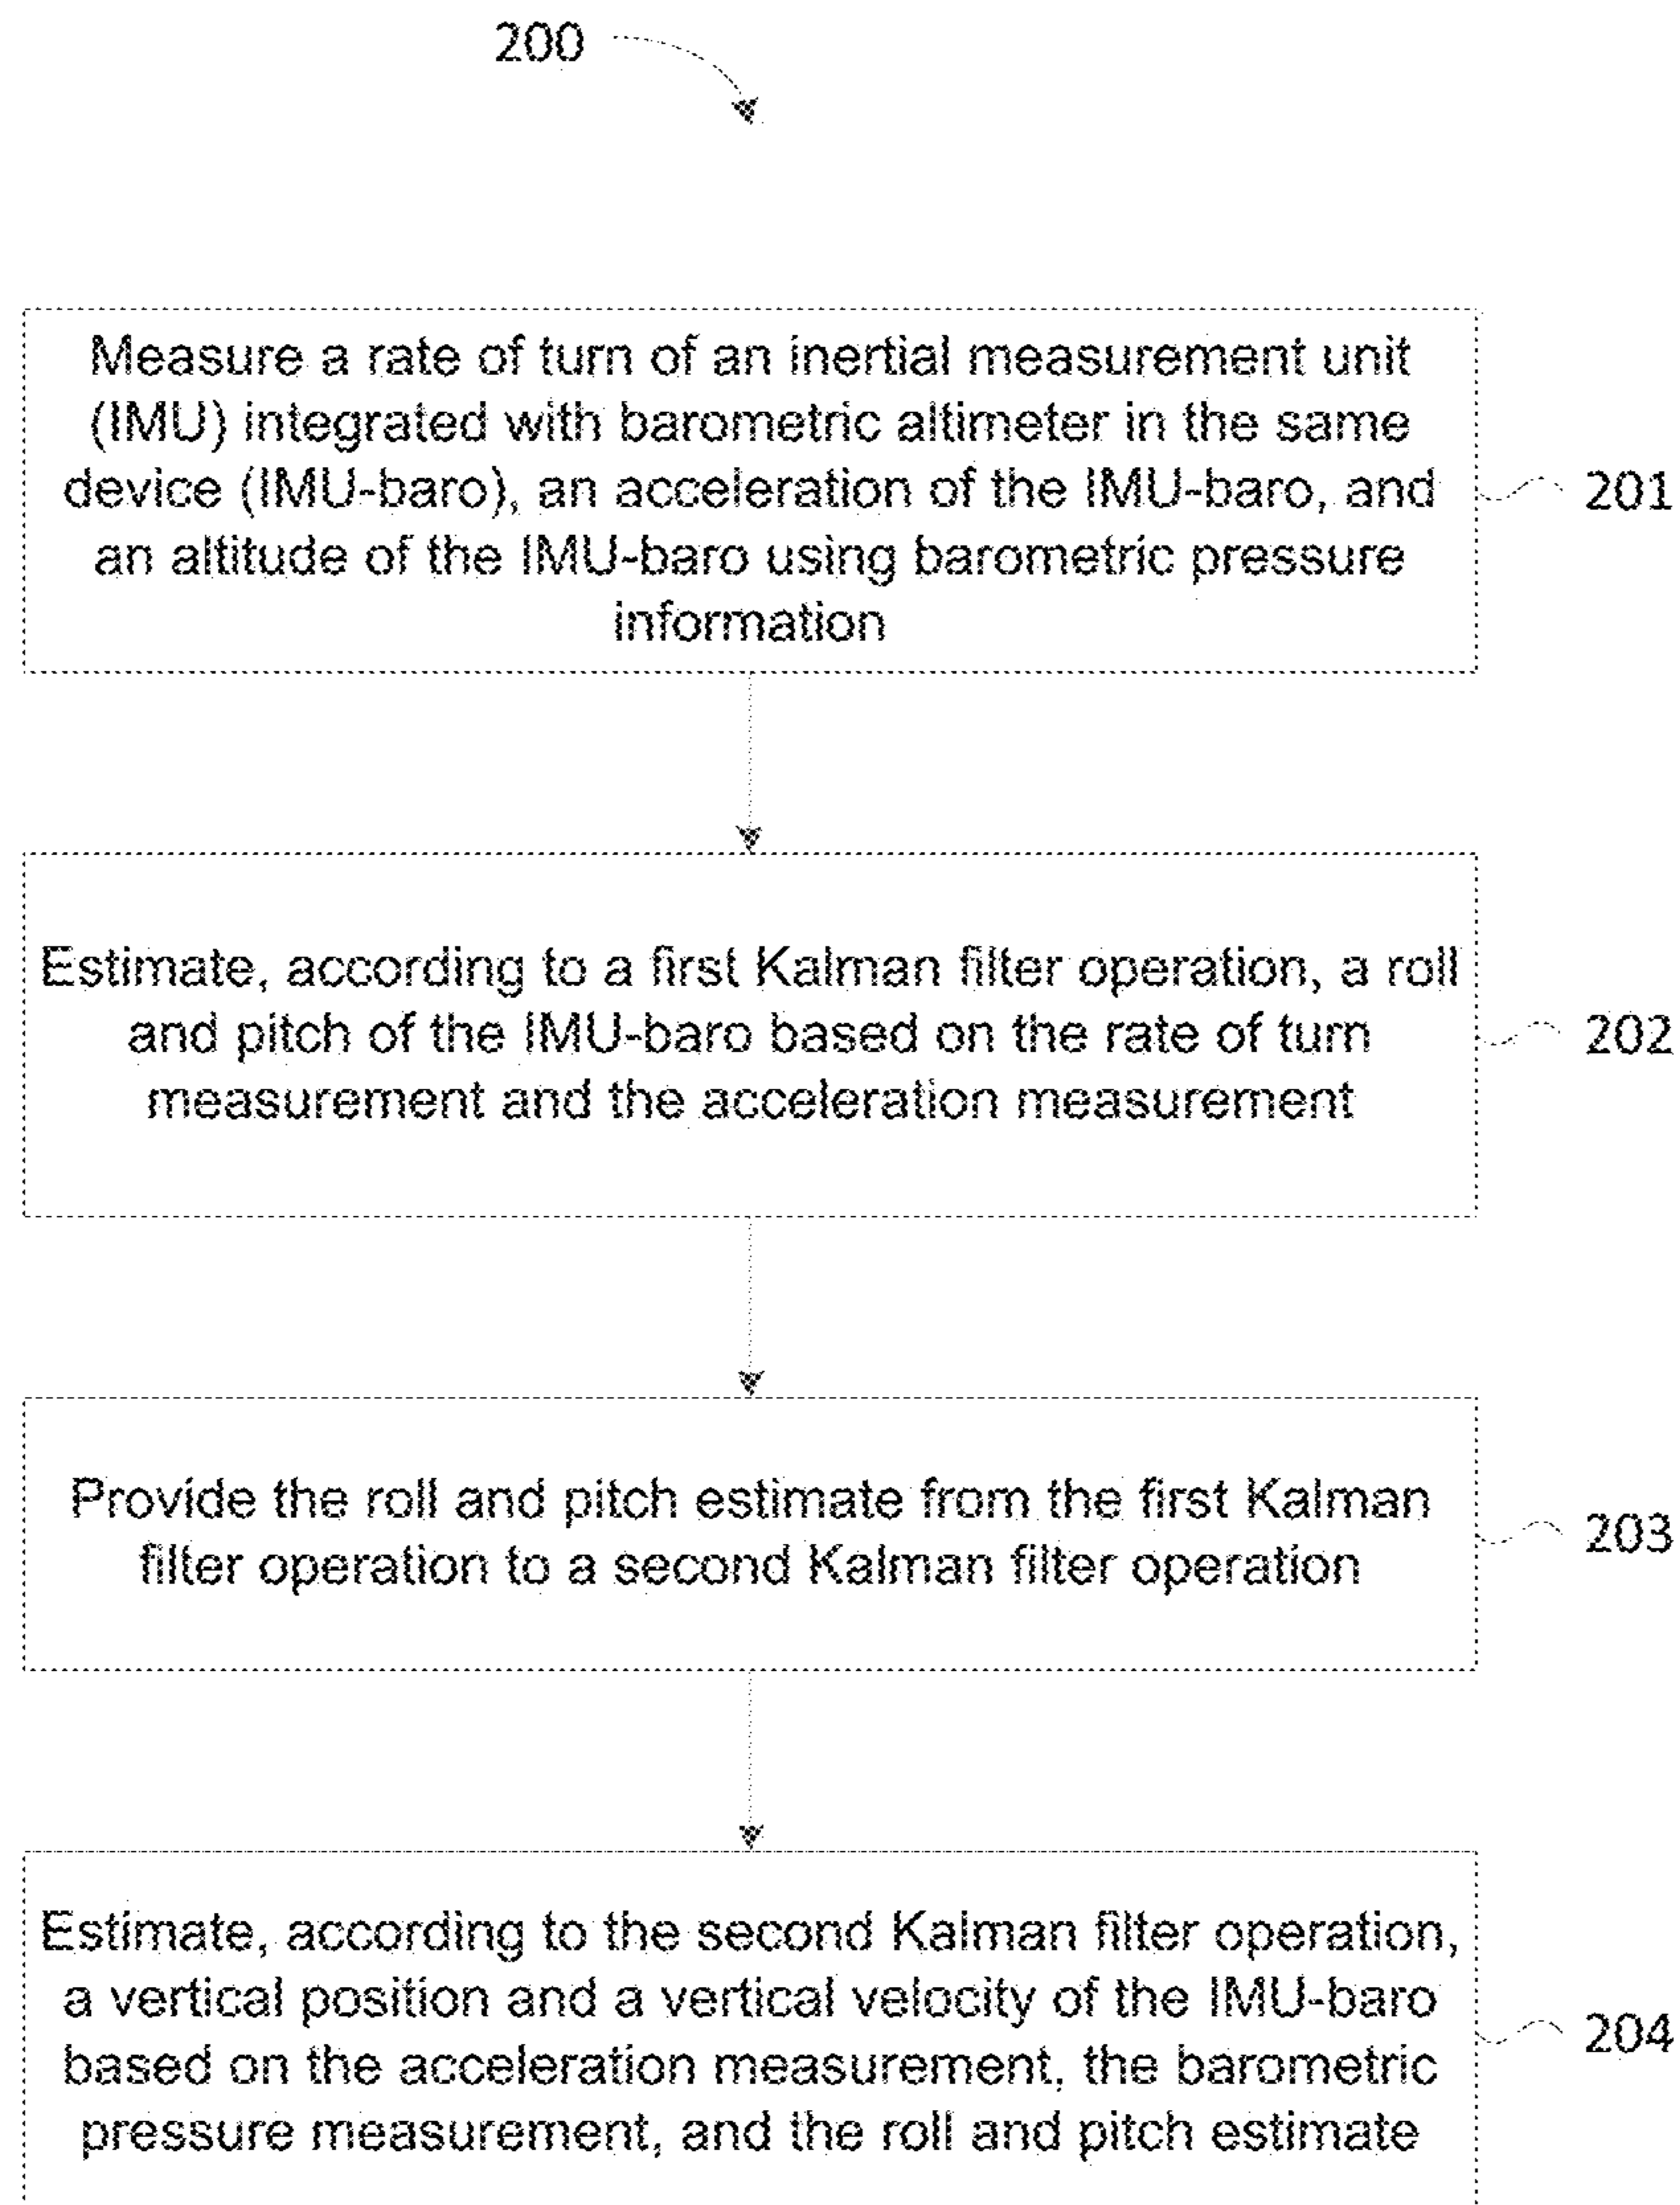 200
Measure a rate of turn of an inertial measurement unit
(IMU) integrated with barometric altimeter in the same
device (IMU-baro), an acceleration of the IMU-baro, and
an altitude of the IMU-baro using barometric pressure
information
201
Estimate, according to a first Kalman filter operation, a roll
and pitch of the IMU-baro based on the rate of turn
measurement and the acceleration measurement
202
Provide the roll and pitch estimate from the first Kalman
filter operation to a second Kalman filter operation
203
Estimate, according to the second Kalman filter operation,
a vertical position and a vertical velocity of the IMU-baro
based on the acceleration measurement, the barometric
pressure measurement, and the roll and pitch estimate
204